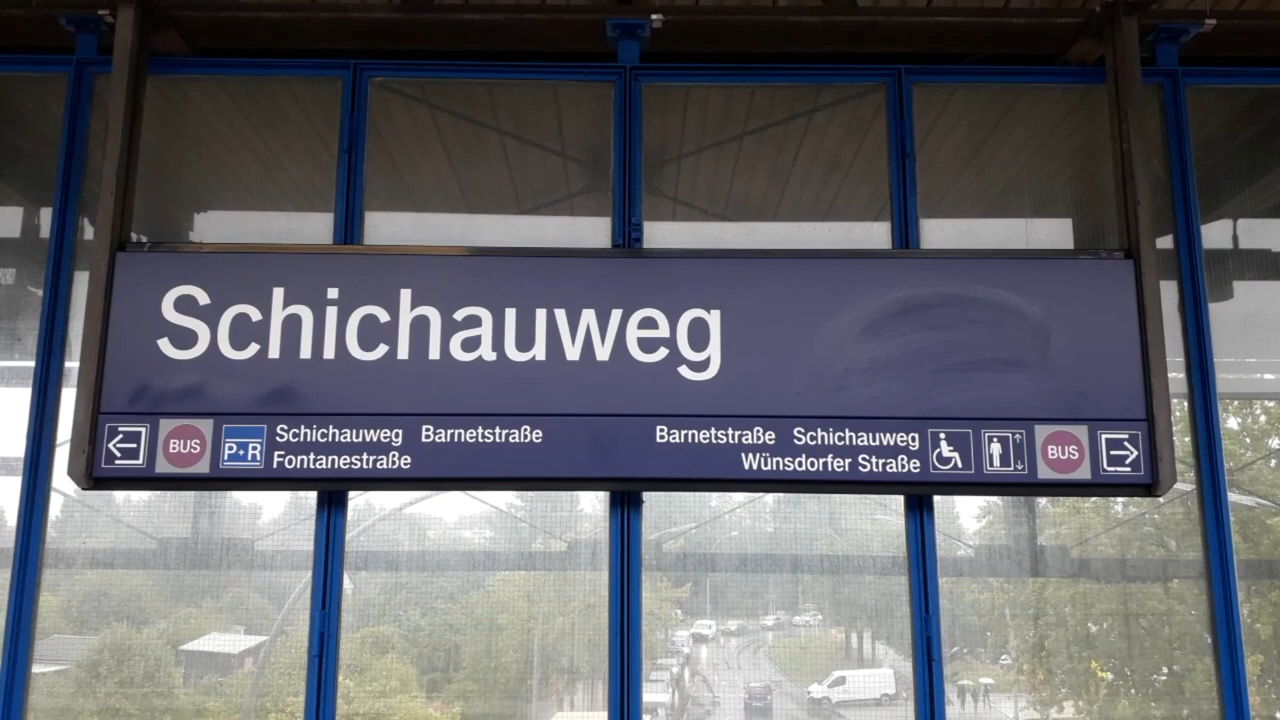 Schichauweg
BUS P+R Schichauweg Barnetstraße
Fontanestraße
Barnetstraße Schichauweg BUS
Wünsdorfer Straße